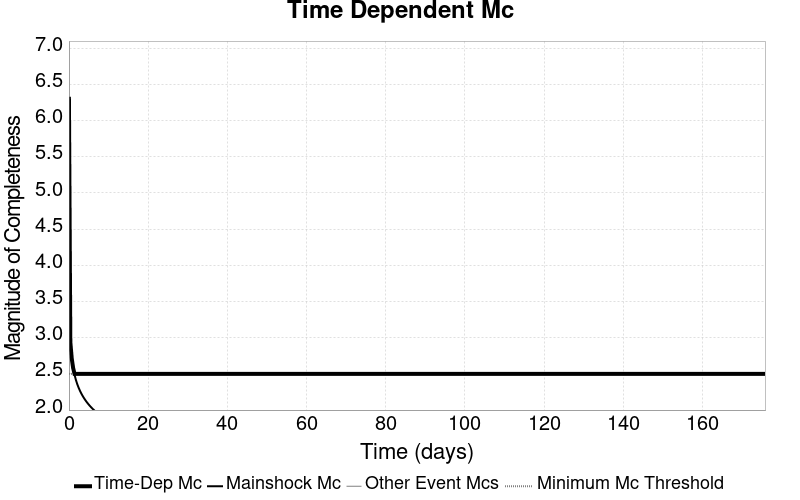 Time Dependent Mc
7.0
6.5
6.0
5.5
5.0
4.5
4.0
3.5
3.0
2.5
2.0
Magnitude of Completeness
0 20 40 60 80 100 120 140 160
Time (days)
Time-Dep Mc Mainshock Mc Other Event Mcs Minimum Mc Threshold